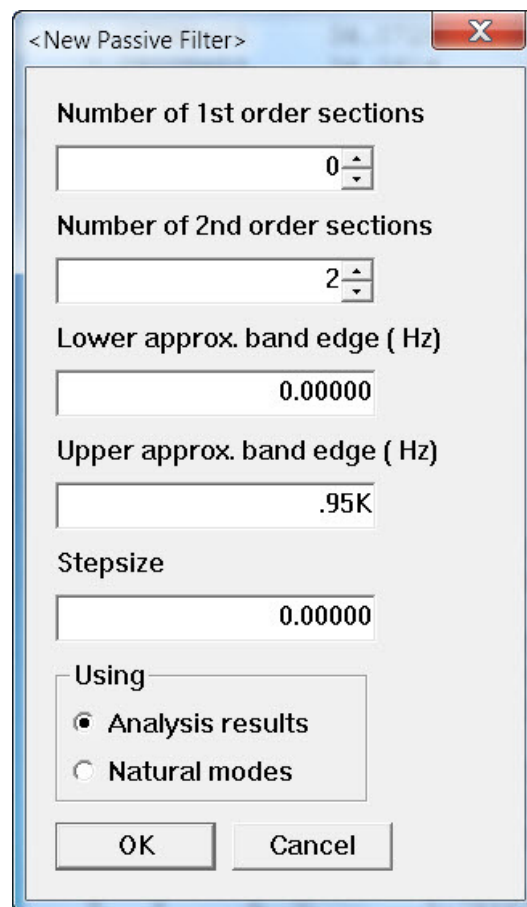 <New Passive Filter>
Number of 1st order sections
0
Number of 2nd order sections
2
Lower approx. band edge ( Hz)
0.00000
Upper approx. band edge ( Hz)
.95K
Stepsize
0.00000
Using
Analysis results
Natural modes
OK Cancel